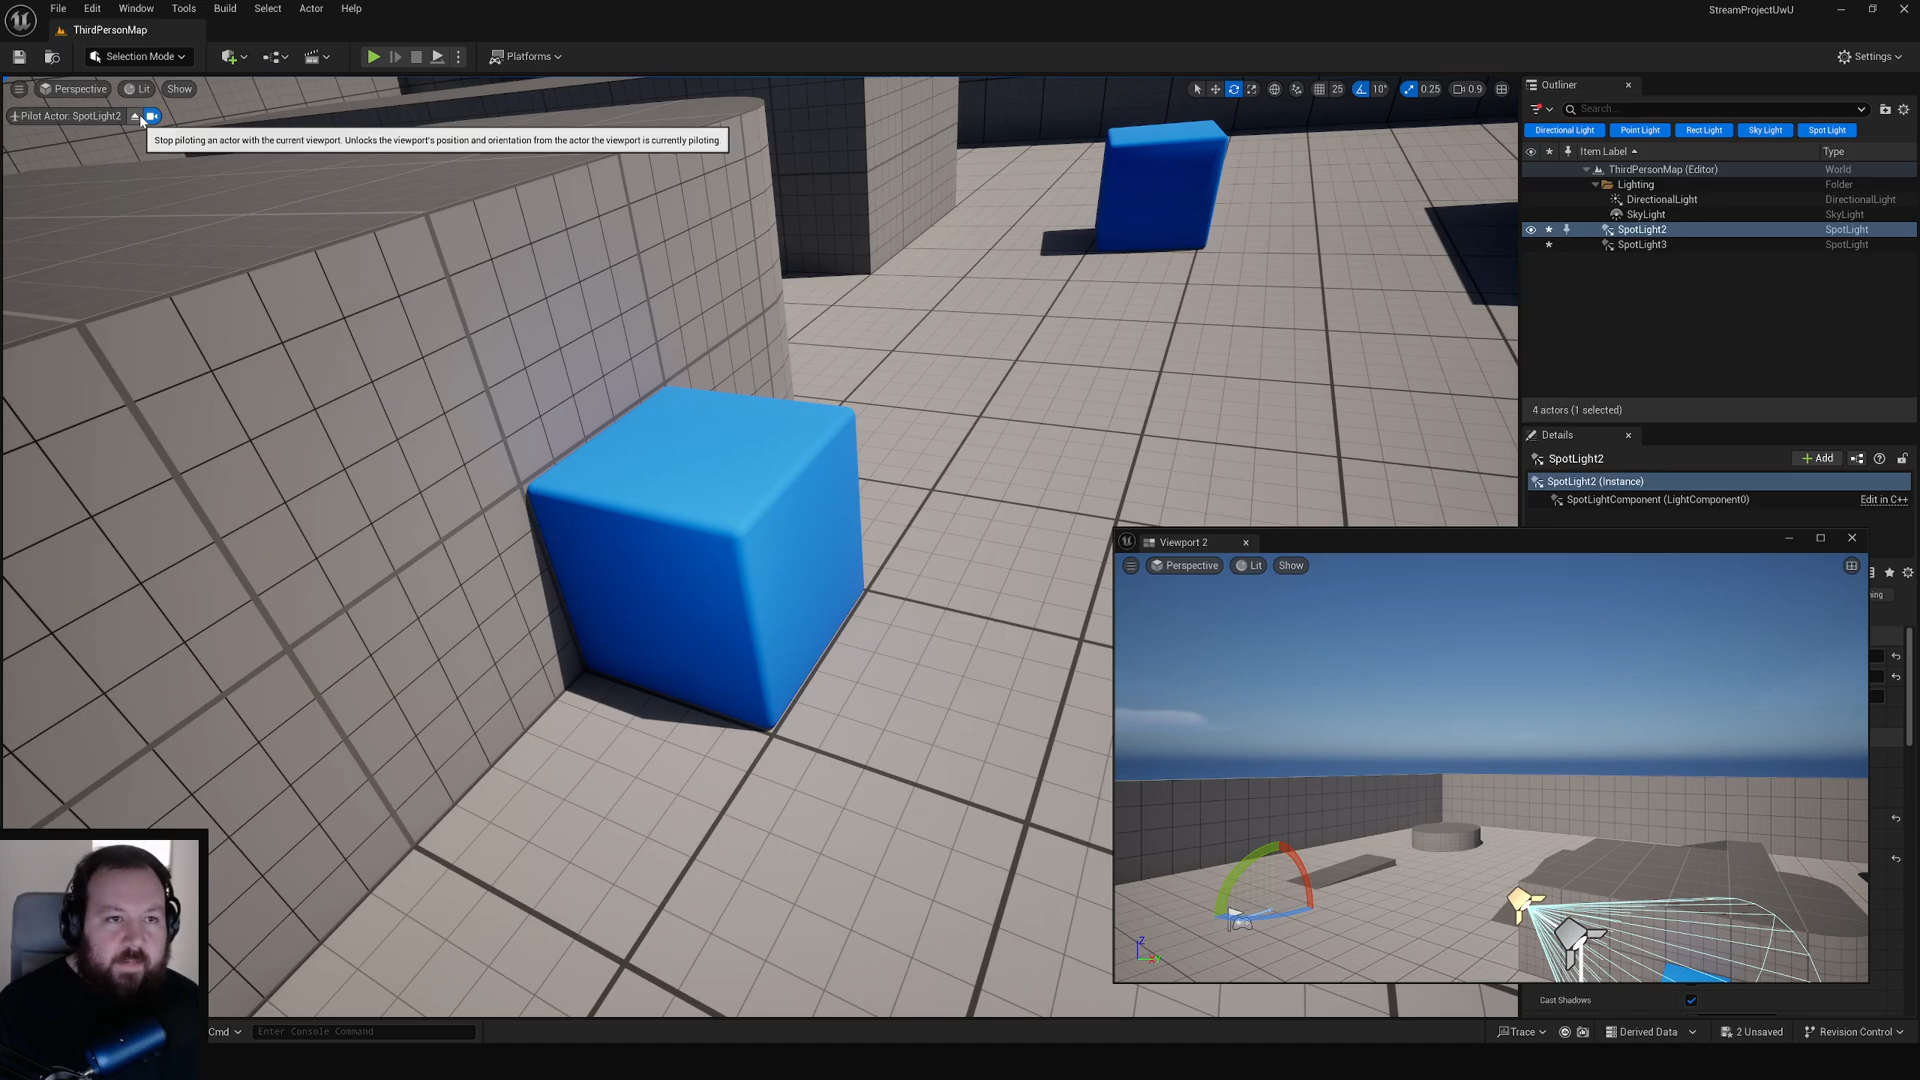 File Edit Window Tools Build Select Actor Help
StreamProjectUwU
ThirdPersonMap
Selection Mode
Platforms
Settings
Perspective Lit Show
25 10° 0.25 0.9
Pilot Actor: SpotLight2
Stop piloting an actor with the current viewport. Unlocks the viewport's position and orientation from the actor the viewport is currently piloting.
Outliner
Search...
Directional Light Point Light Rect Light Sky Light Spot Light
Item Label Type
ThirdPersonMap (Editor) World
Lighting Folder
DirectionalLight DirectionalLight
SkyLight SkyLight
SpotLight2 SpotLight
SpotLight3 SpotLight
4 actors (1 selected)
Details
SpotLight2
Add
SpotLight2 (Instance)
SpotLightComponent (LightComponent0) Edit in C++
Viewport 2
Perspective Lit Show
Z
Cast Shadows
Cmd
Enter Console Command
Trace
Derived Data
2 Unsaved
Revision Control